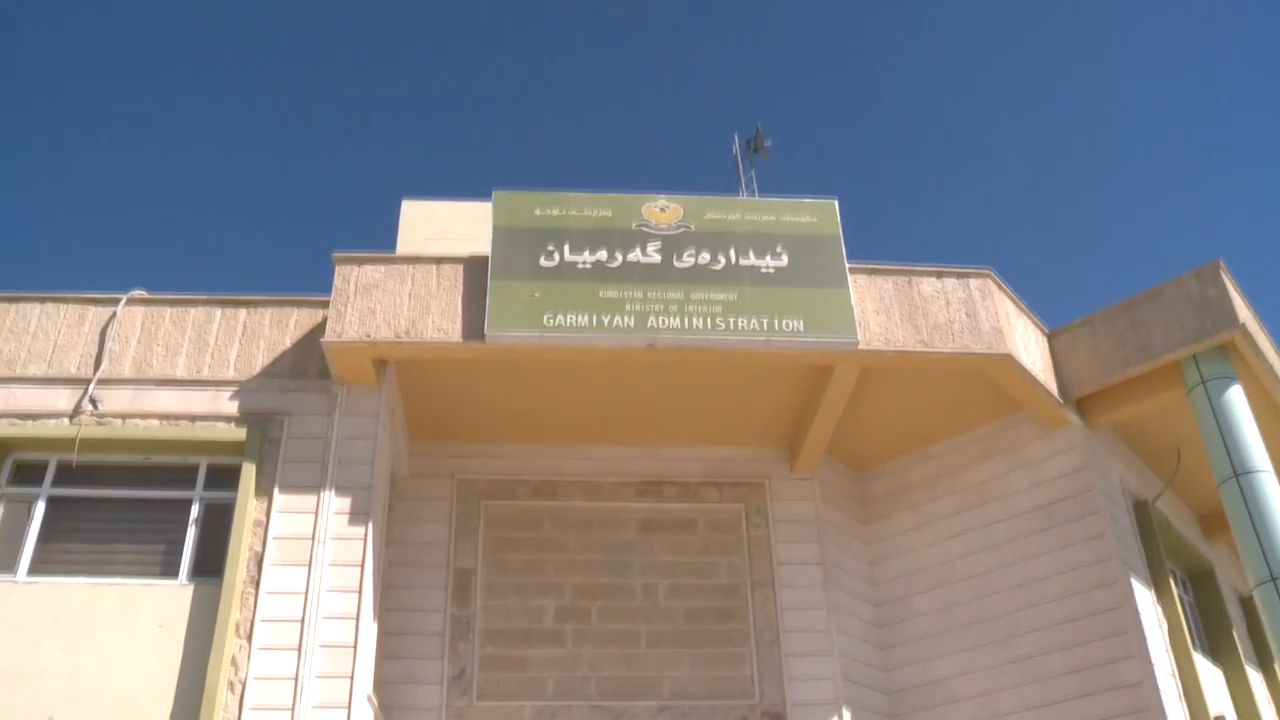 حکومەتی هەرێمی کوردستان وەزارەتی ناوخۆ
ئیدارەی گەرمیان
KURDISTAN REGIONAL GOVERNMENT
MINISTRY OF INTERIOR
GARMIYAN ADMINISTRATION